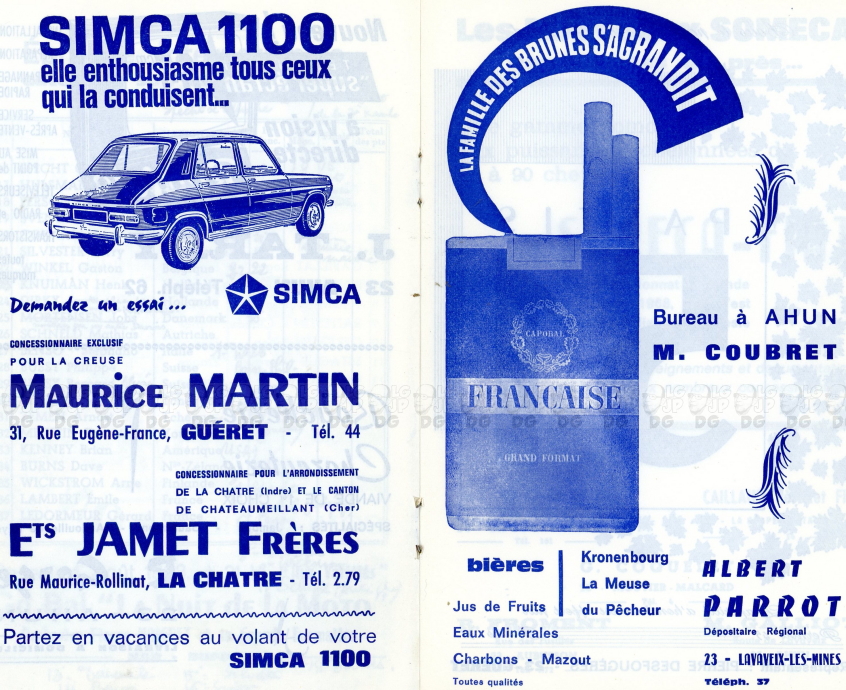 SIMCA 1100
elle enthousiasme tous ceux
qui la conduisent...
Demandez un essai...
SIMCA
CONCESSIONNAIRE EXCLUSIF
POUR LA CREUSE
MAURICE MARTIN
31, Rue Eugène-France, GUÉRET - Tél. 44
CONCESSIONNAIRE POUR L'ARRONDISSEMENT
DE LA CHATRE (Indre) ET LE CANTON
DE CHATEAUMEILLANT (Cher)
ETS JAMET FRÈRES
Rue Maurice-Rollinat, LA CHATRE - Tél. 2.79
Partez en vacances au volant de votre
SIMCA 1100
LA FAMILLE DES BRUNES S'AGRANDIT
CAPORAL
FRANCAISE
GRAND FORMAT
Bureau à AHUN
M. COUBRET
bières
Kronenbourg
La Meuse
du Pêcheur
Jus de Fruits
Eaux Minérales
Charbons - Mazout
Toutes qualités
ALBERT
PARROT
Dépositaire Régional
23 - LAVAVEIX-LES-MINES
Téléph. 37